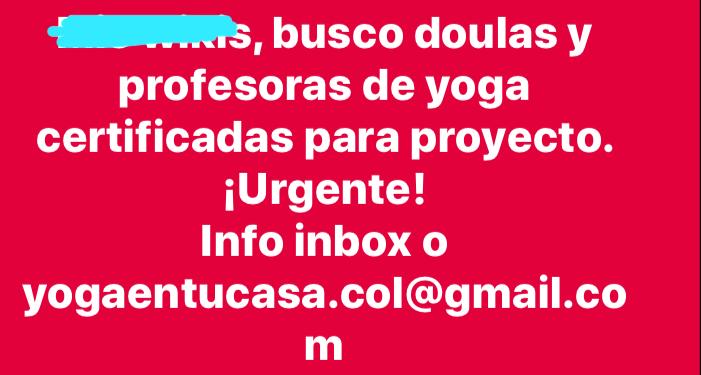 busco doulas y
profesoras de yoga
certificadas para proyecto.
¡Urgente!
Info inbox o
yogaentucasa.col@gmail.co
m